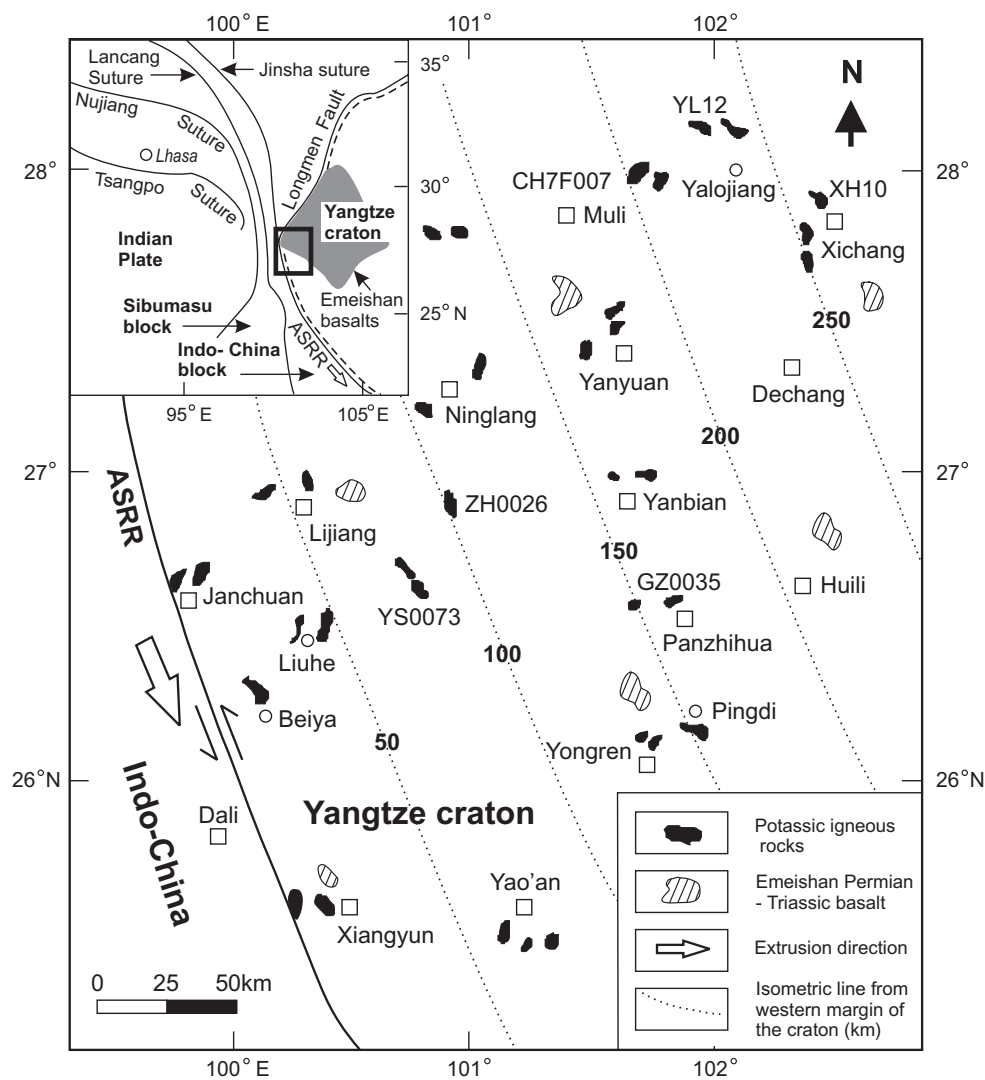 100° E
101°
102°
Lancang
Suture
Jinsha suture
35°
Nujiang
Suture
Longmen Fault
Lhasa
Tsangpo
Suture
30°
Yangtze
craton
Indian
Plate
Emeishan
basalts
25° N
Sibumasu
block
Indo- China
block
ASRR
95° E
105° E
N
YL12
28°
28°
CH7F007
Yalojiang
XH10
Muli
Xichang
250
Yanyuan
Dechang
Ninglang
200
27°
27°
ASRR
ZH0026
Yanbian
Lijiang
150
GZ0035
Huili
Janchuan
YS0073
Panzhihua
Liuhe
100
Beiya
Pingdi
50
Yongren
26°N
26°N
Indo-China
Dali
Yangtze craton
Yao'an
Xiangyun
0 25 50km
Potassic igneous
rocks
Emeishan Permian
- Triassic basalt
Extrusion direction
Isometric line from
western margin of
the craton (km)
100° E
101°
102°